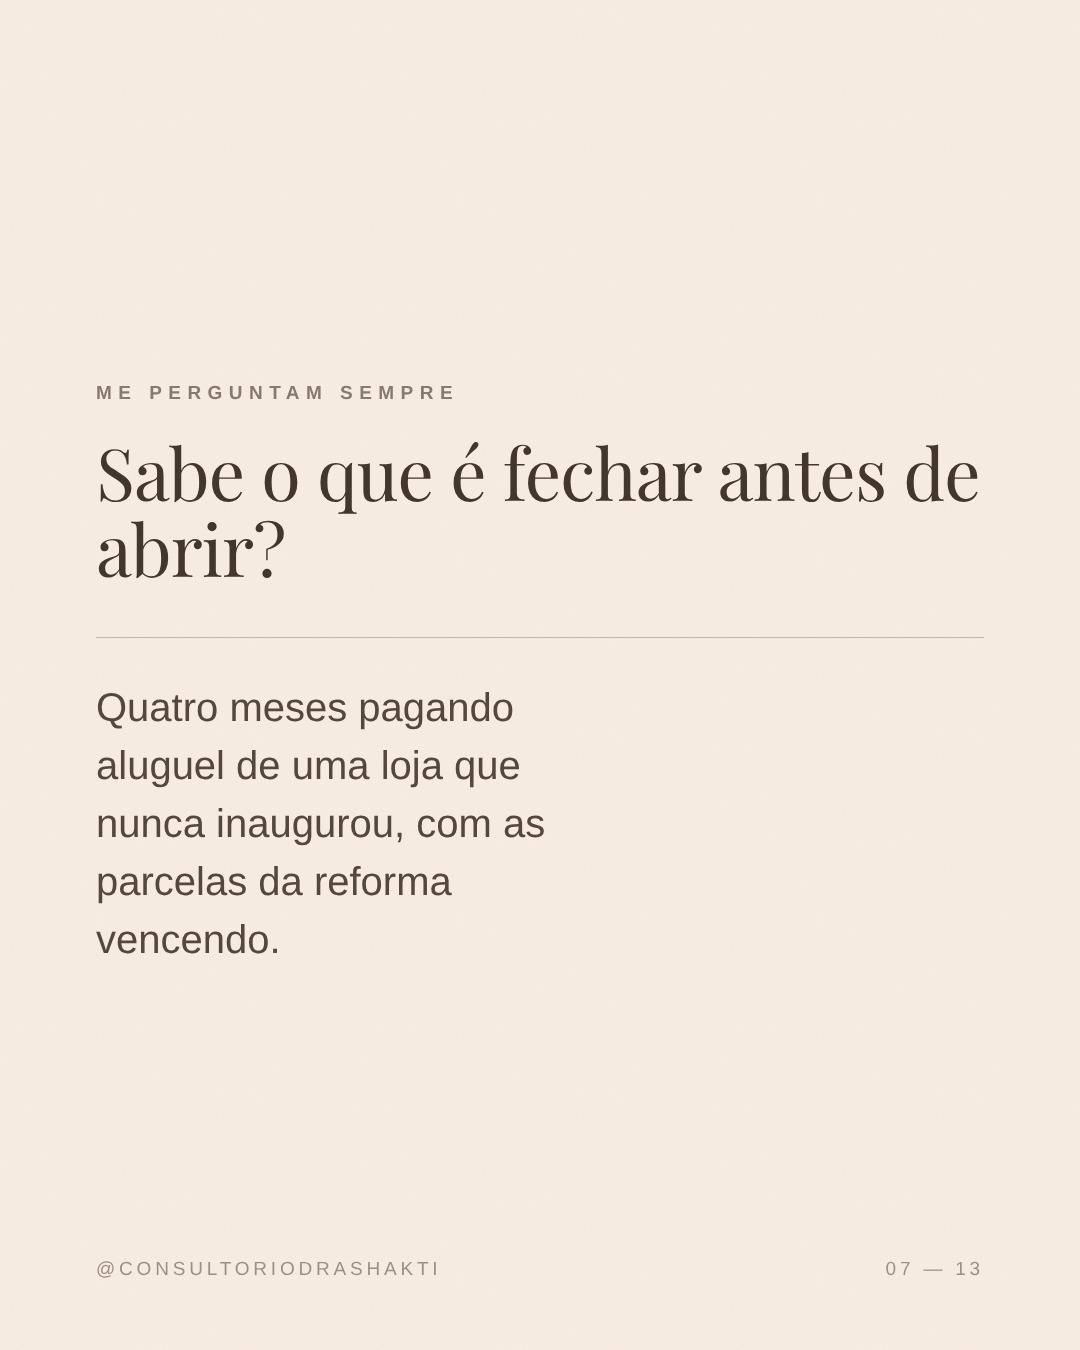 ME PERGUNTAM SEMPRE
Sabe o que é fechar antes de
abrir?
Quatro meses pagando
aluguel de uma loja que
nunca inaugurou, com as
parcelas da reforma
vencendo.
@CONSULTORIODRASHAKTI
07 — 13